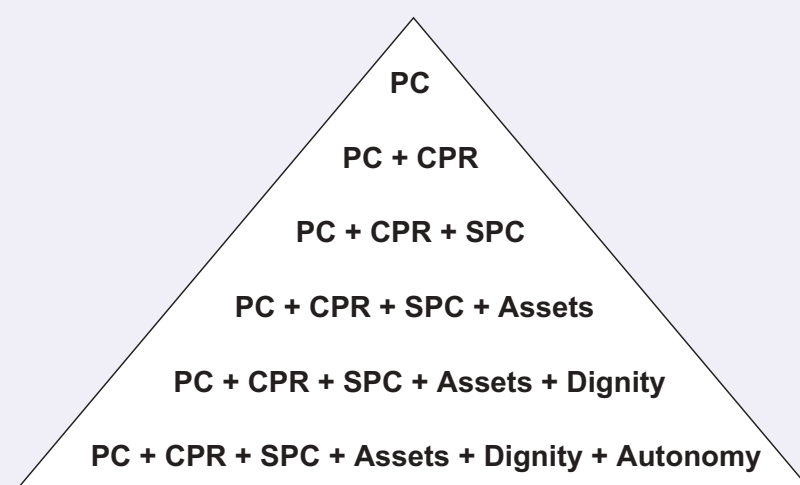 PC
PC + CPR
PC + CPR + SPC
PC + CPR + SPC + Assets
PC + CPR + SPC + Assets + Dignity
PC + CPR + SPC + Assets + Dignity + Autonomy